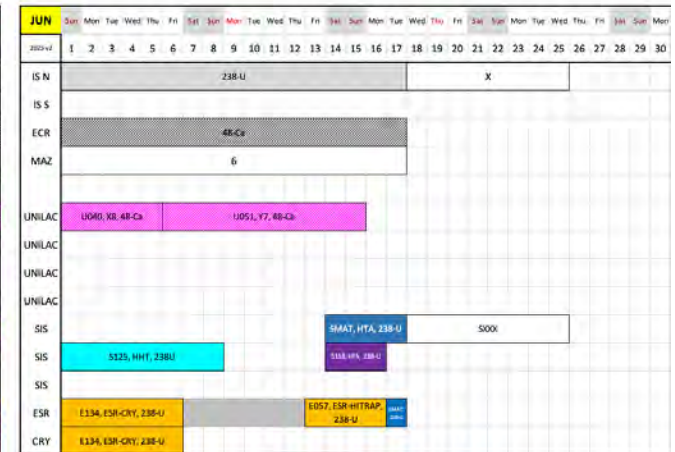 JUN Sun Mon Tue Wed Thu Fri Sat Sun Mon Tue Wed Thu Fri Sat Sun Mon Tue Wed Thu Fri Sat Sun Mon Tue Wed Thu Fri Sat Sun Mon
2025-v2 1 2 3 4 5 6 7 8 9 10 11 12 13 14 15 16 17 18 19 20 21 22 23 24 25 26 27 28 29 30
IS N 238-U X
IS S
ECR 48-Ca
MAZ 6
UNILAC U040, X8, 48-Ca U051, Y7, 48-Ca
UNILAC
UNILAC
UNILAC
SIS SMAT, HTA, 238-U SXXX
SIS S125, HHT, 238U
SIS
ESR E134, ESR-CRY, 238-U E057, ESR-HITRAP,
238-U
CRY E134, ESR-CRY, 238-U